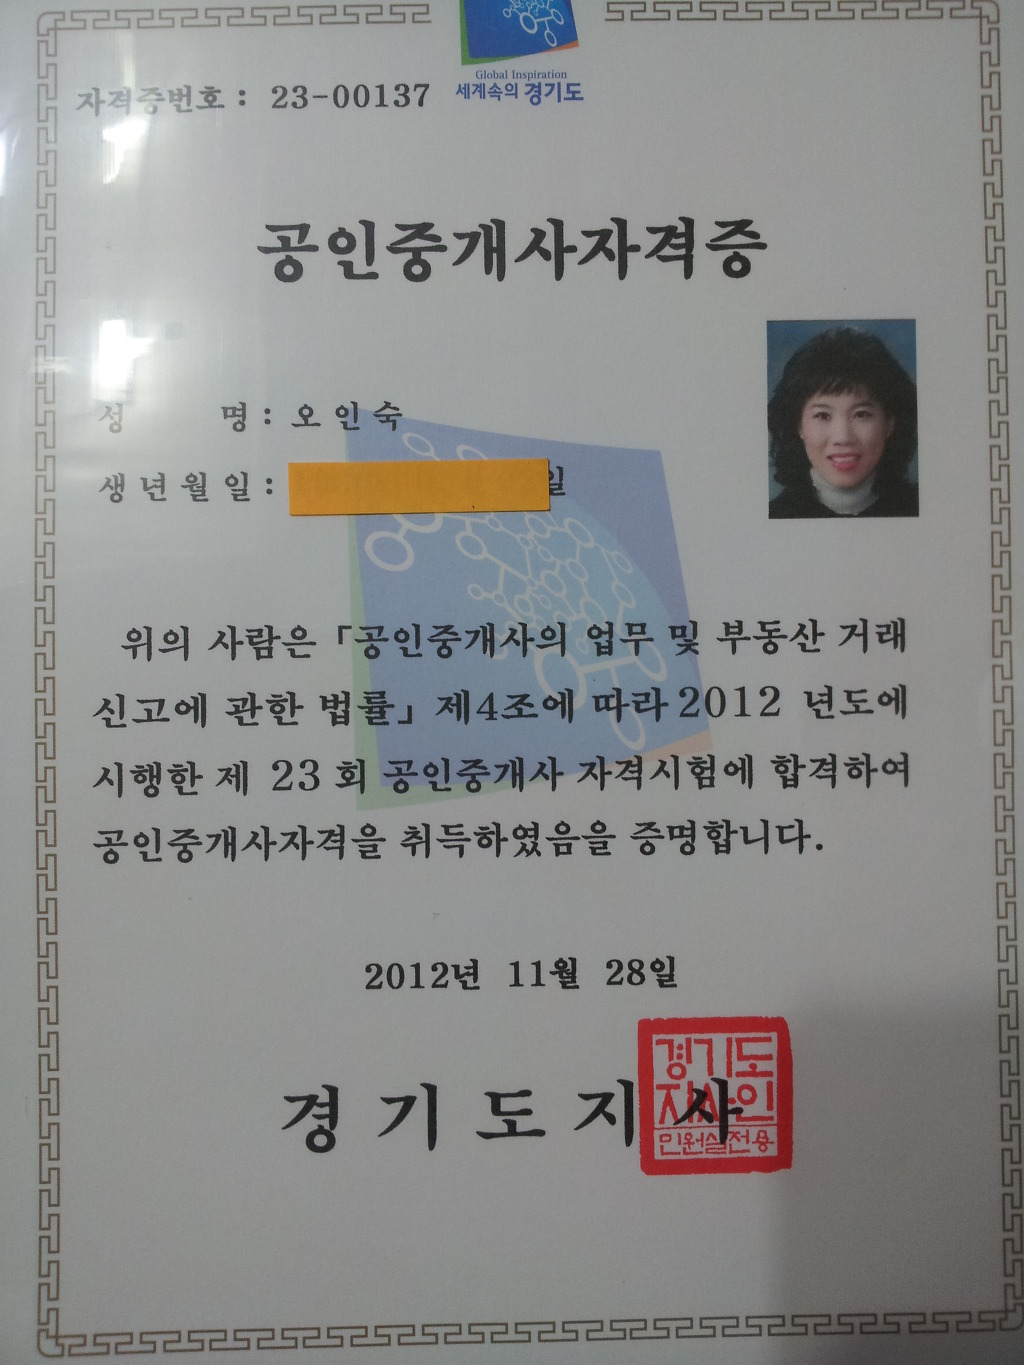 Global Inspiration
세계속의 경기도
자격증번호 : 23-00137
공인중개사자격증
성 명 : 오 인 숙
생 년 월 일 : 일
위의 사람은 「공인중개사의 업무 및 부동산 거래
신고에 관한 법률」 제4조에 따라 2012 년도에
시행한 제 23 회 공인중개사 자격시험에 합격하여
공인중개사자격을 취득하였음을 증명합니다.
2012년 11월 28일
경 기 도 지 사
경기도
지사인
민원실전용